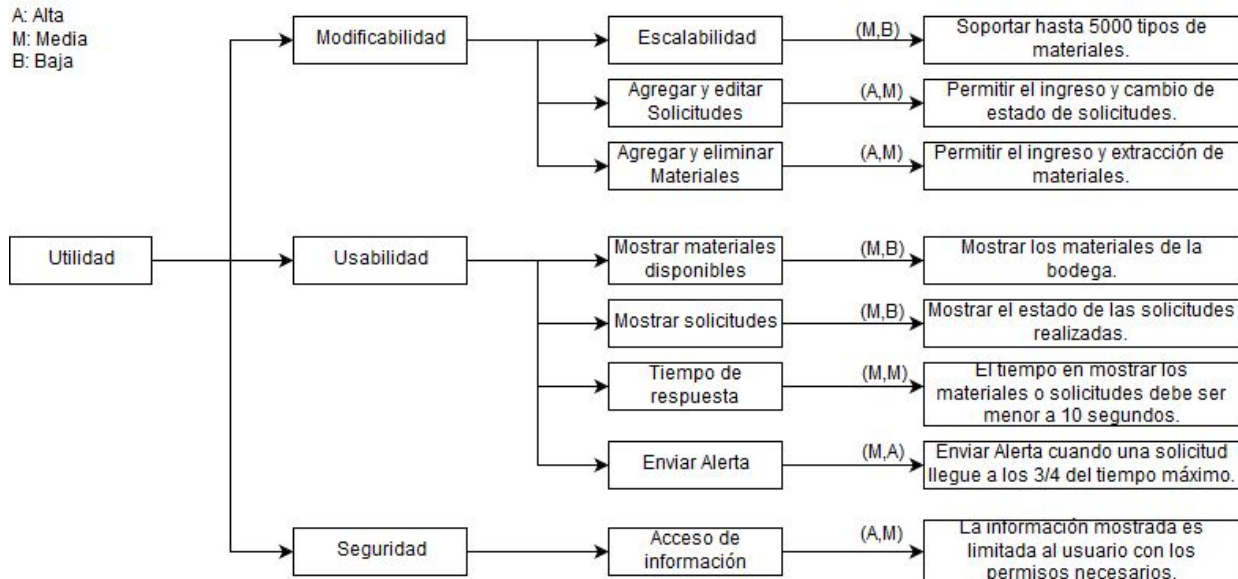 A: Alta
M: Media
B: Baja
Modificabilidad
Escalabilidad
(M,B)
Soportar hasta 5000 tipos de
materiales.
Agregar y editar
Solicitudes
(A,M)
Permitir el ingreso y cambio de
estado de solicitudes.
Agregar y eliminar
Materiales
(A,M)
Permitir el ingreso y extracción de
materiales.
Utilidad
Usabilidad
Mostrar materiales
disponibles
(M,B)
Mostrar los materiales de la
bodega.
Mostrar solicitudes
(M,B)
Mostrar el estado de las solicitudes
realizadas.
Tiempo de
respuesta
(M,M)
El tiempo en mostrar los
materiales o solicitudes debe ser
menor a 10 segundos.
Enviar Alerta
(M,A)
Enviar Alerta cuando una solicitud
llegue a los 3/4 del tiempo máximo.
Seguridad
Acceso de
información
(A,M)
La información mostrada es
limitada al usuario con los
permisos necesarios.